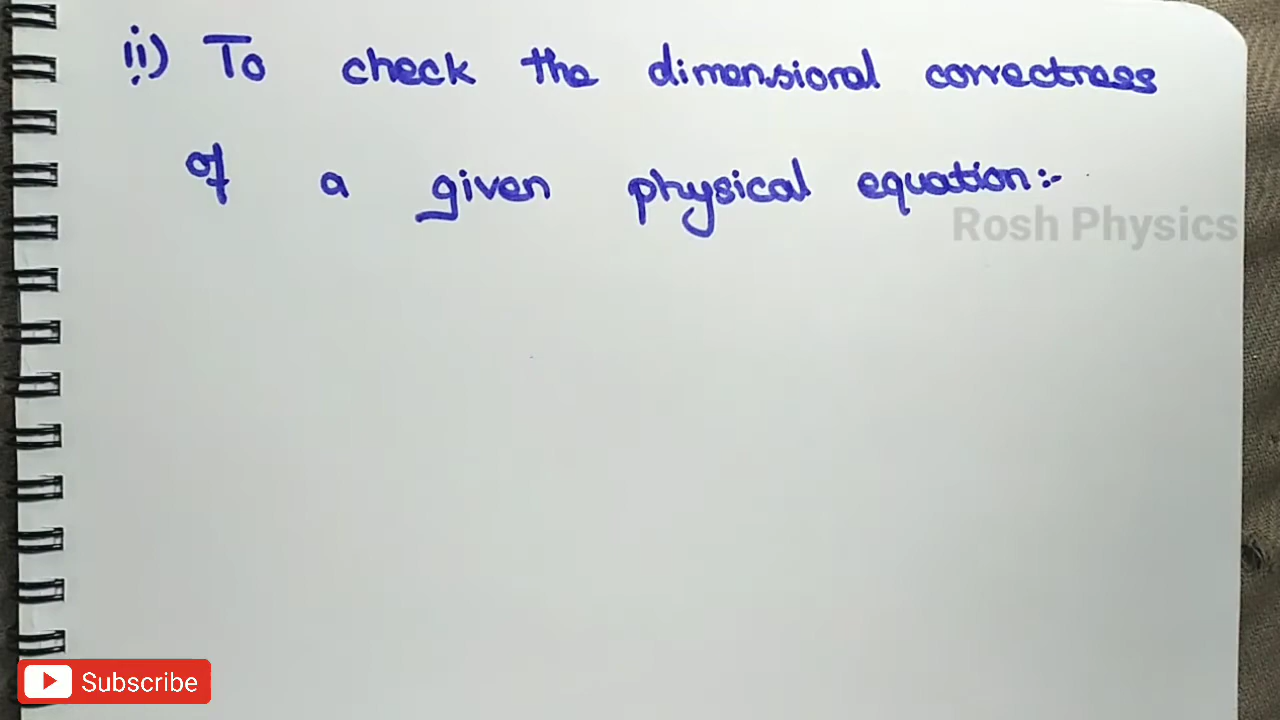 ii) To check the dimensional correctness
of a given physical equation:-
Rosh Physics
Subscribe